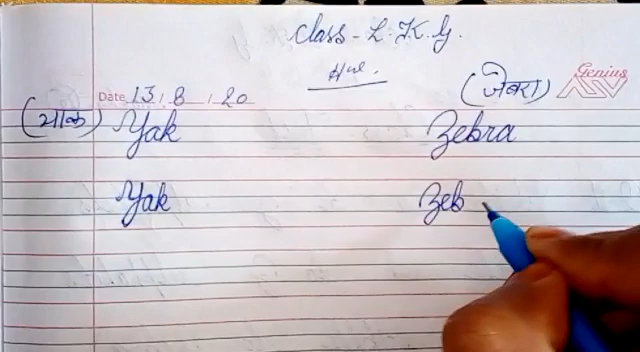 Class - L.K.G.
H.w.
(जेबरा)
Genius
Date 13 / 8 / 20
(याक) Yak Zebra
Yak Zeb